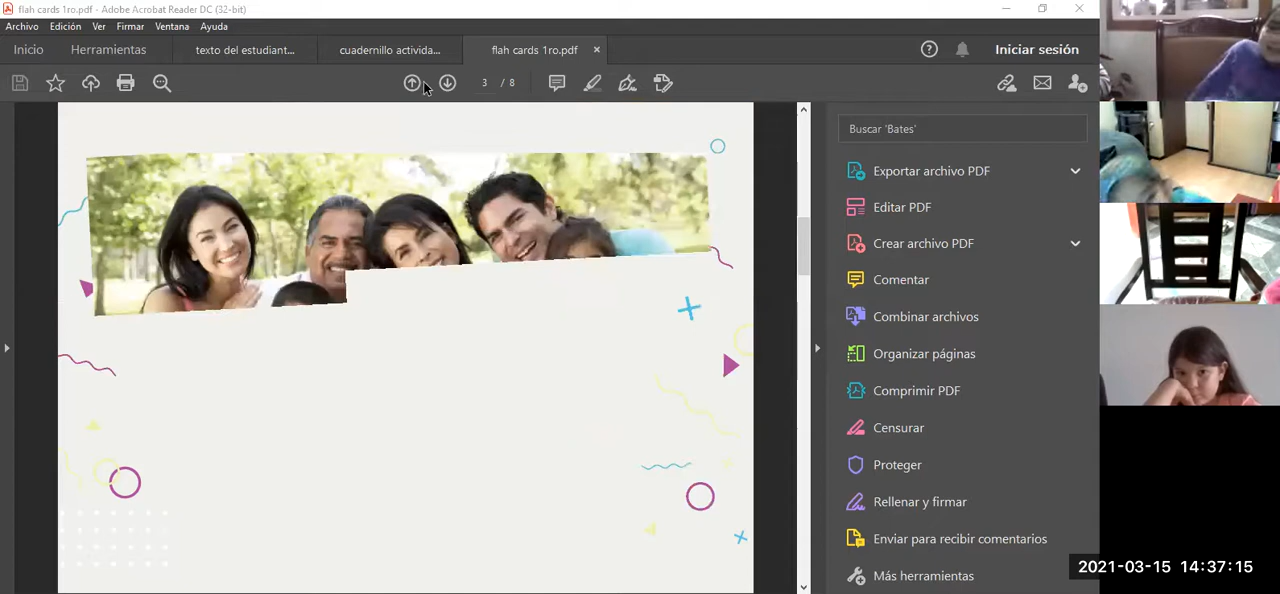 flah cards 1ro.pdf - Adobe Acrobat Reader DC (32-bit)
Archivo Edición Ver Firmar Ventana Ayuda
Inicio Herramientas texto del estudiant... cuadernillo activida... flah cards 1ro.pdf × Iniciar sesión
3 / 8
Buscar 'Bates'
Exportar archivo PDF
Editar PDF
Crear archivo PDF
Comentar
Combinar archivos
Organizar páginas
Comprimir PDF
Censurar
Proteger
Rellenar y firmar
Enviar para recibir comentarios
Más herramientas
2021-03-15 14:37:15